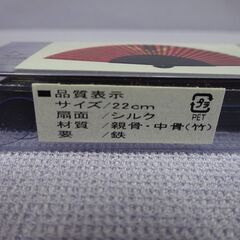 ■品質表示
サイズ/22cm
扇面/シルク
材質/親骨・中骨(竹)
要/鉄
プラ
PET